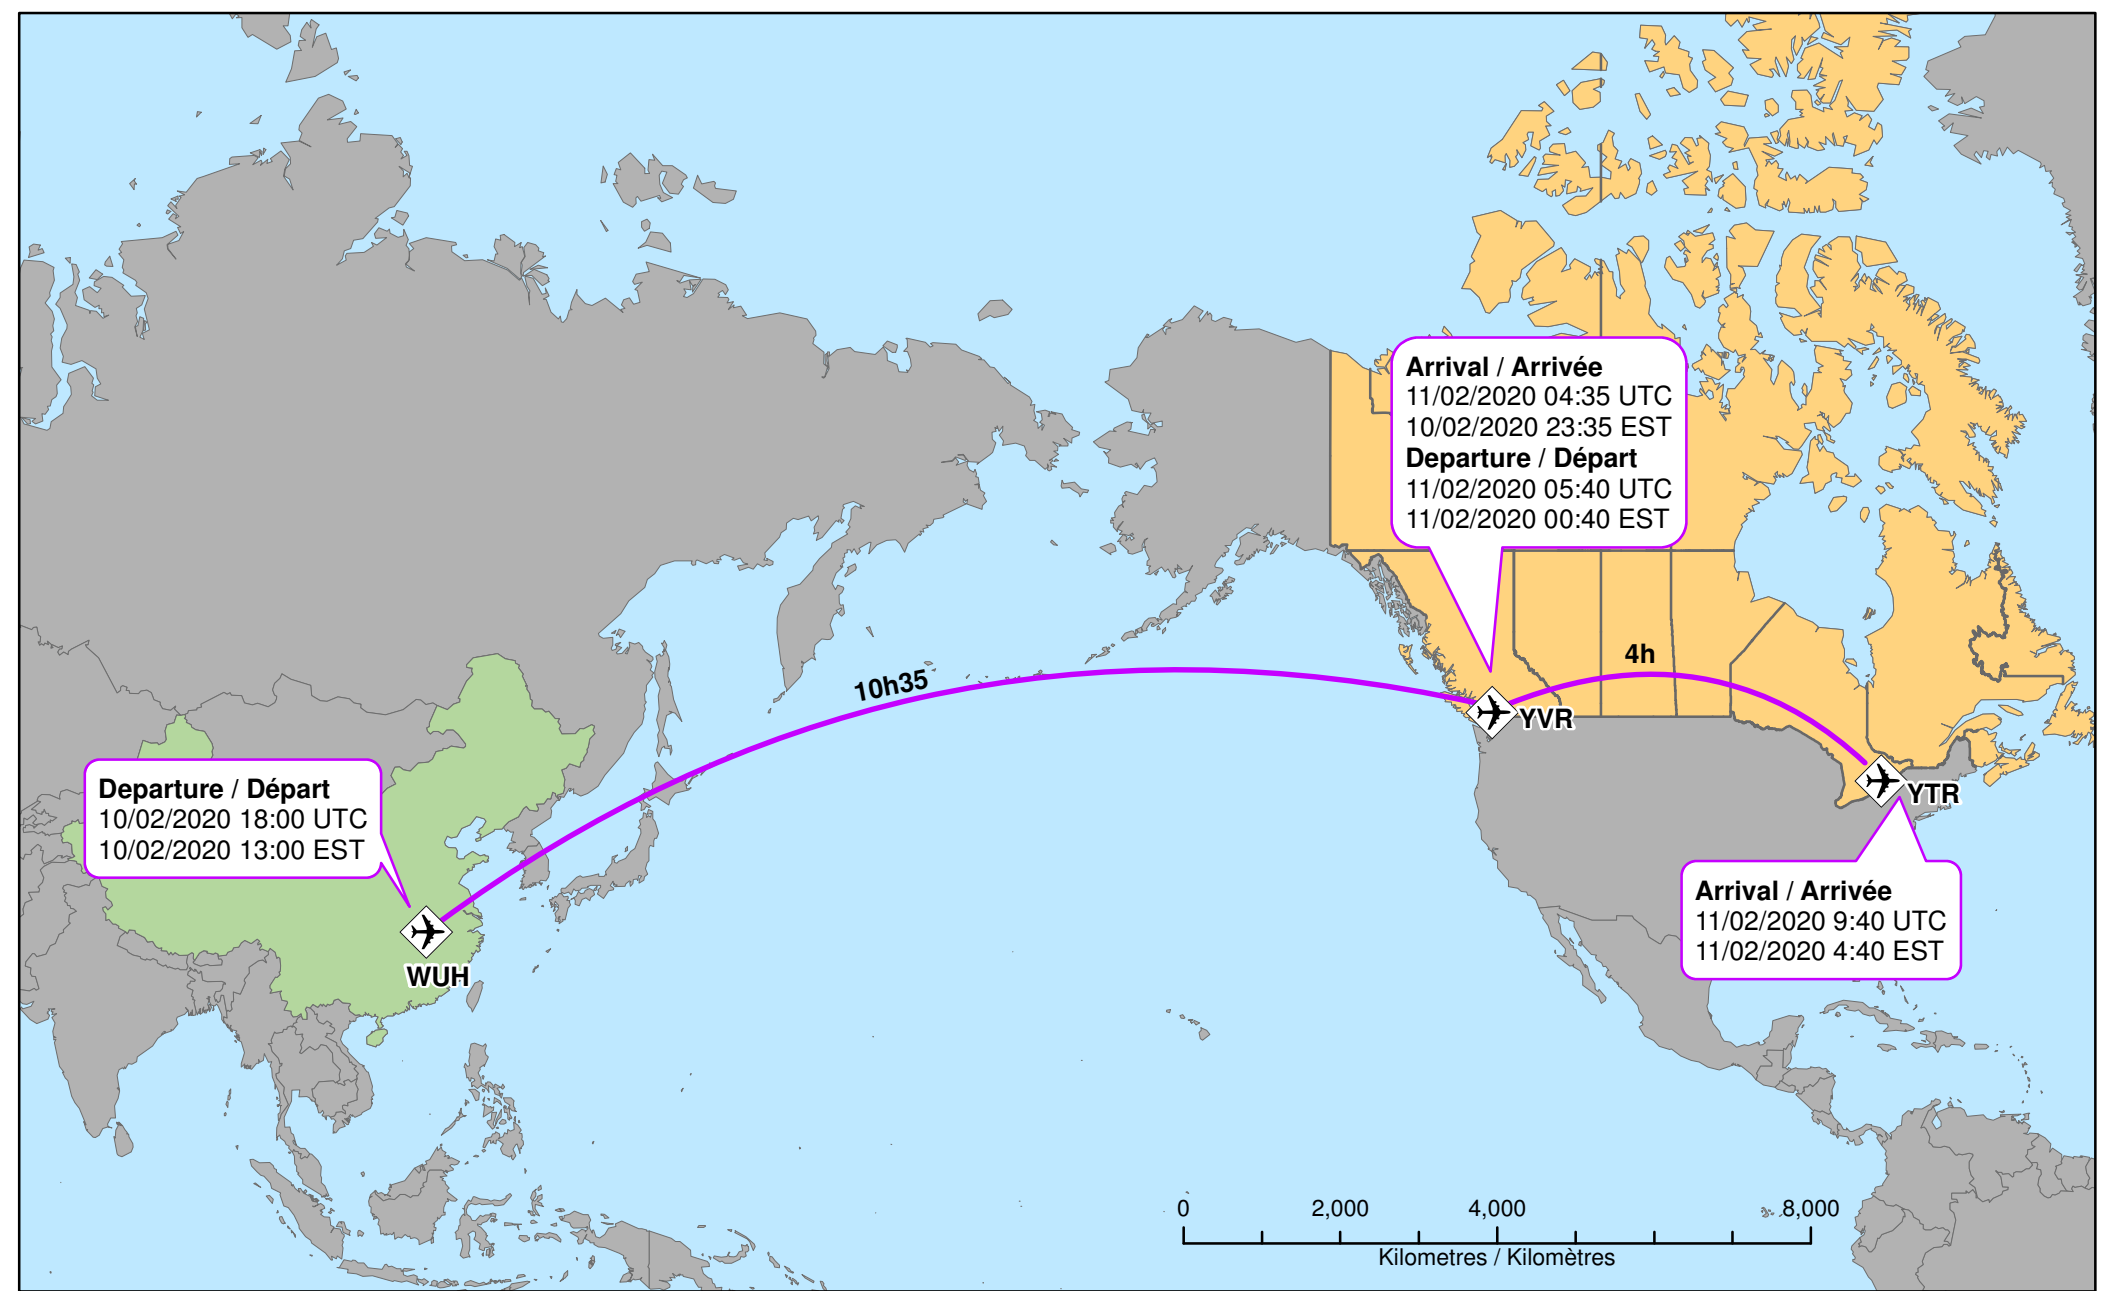 Arrival / Arrivée
11/02/2020 04:35 UTC
10/02/2020 23:35 EST
Departure / Départ
11/02/2020 05:40 UTC
11/02/2020 00:40 EST
4h
10h35
YVR
Departure / Départ
10/02/2020 18:00 UTC
10/02/2020 13:00 EST
YTR
Arrival / Arrivée
11/02/2020 9:40 UTC
11/02/2020 4:40 EST
WUH
0 2,000 4,000 8,000
Kilometres / Kilomètres